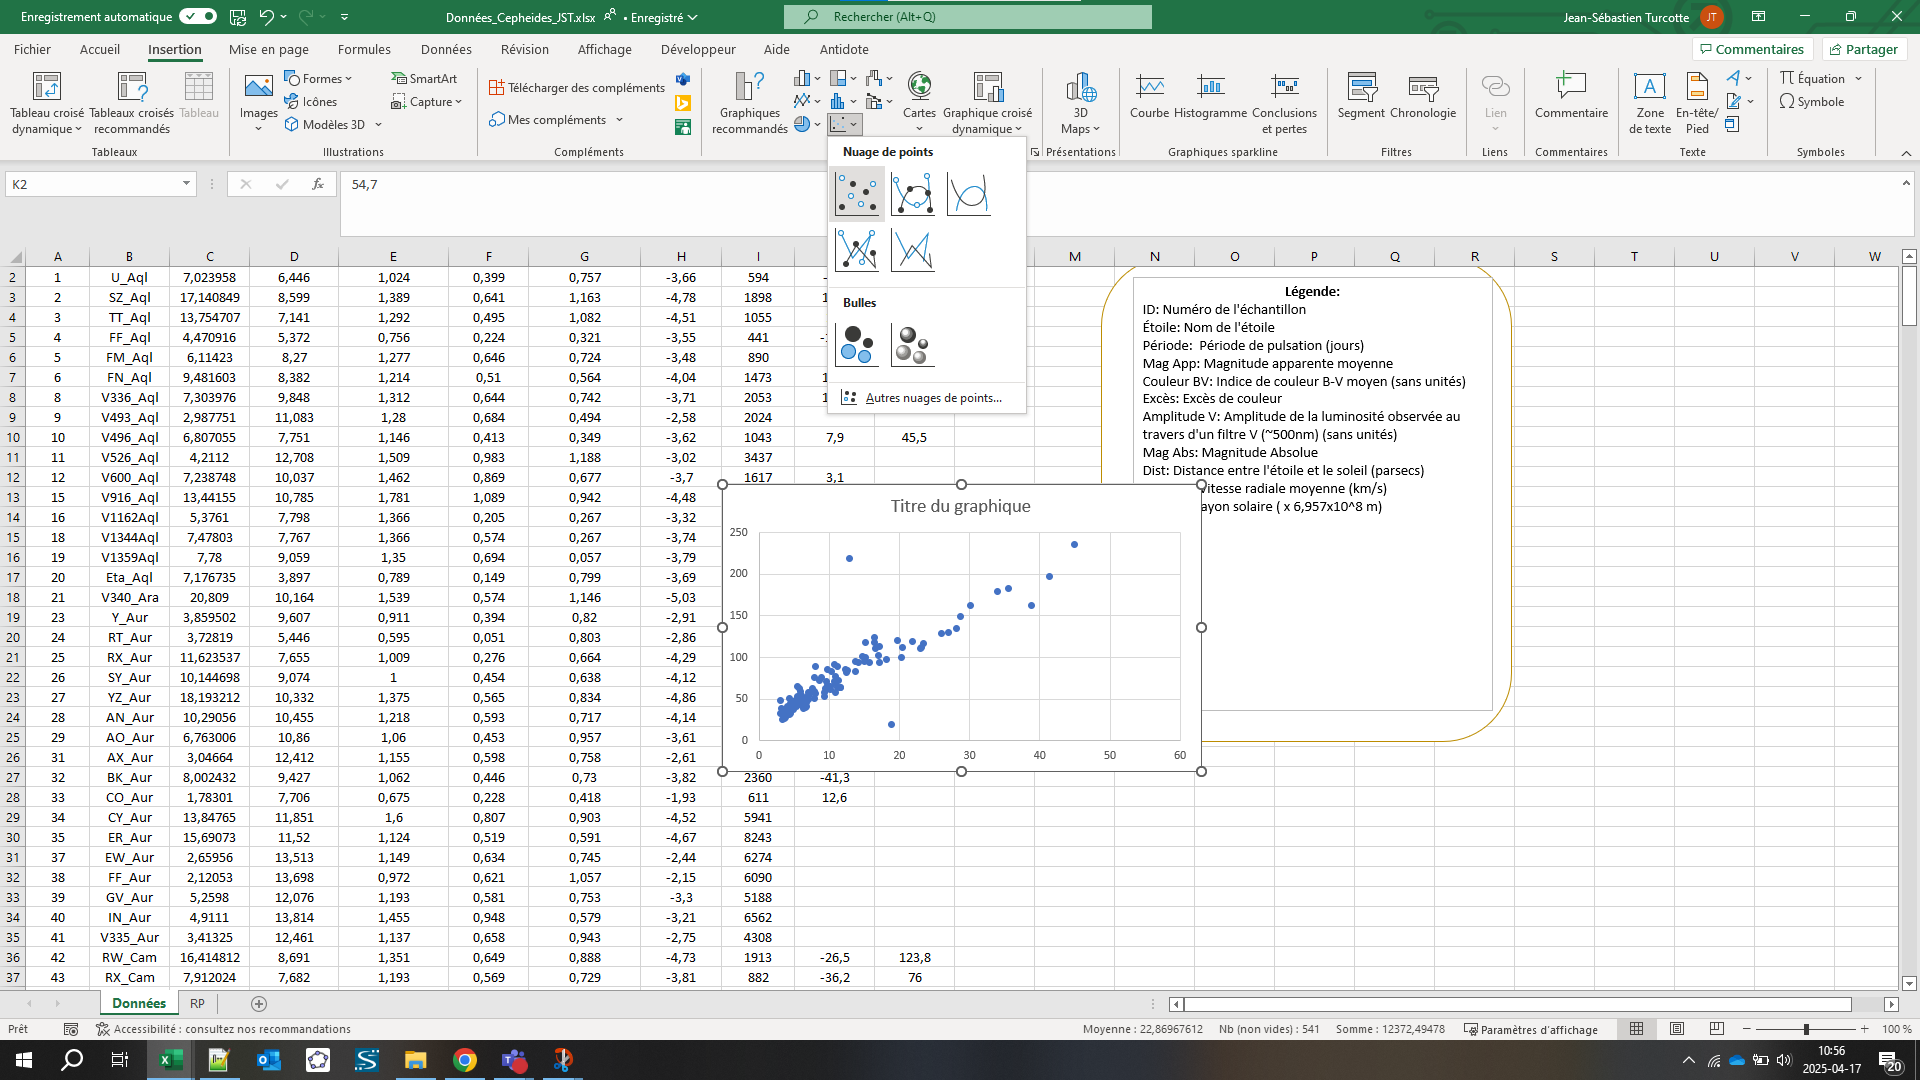 Enregistrement automatique
Données_Cepheides_JST.xlsx • Enregistré
Rechercher (Alt+Q)
Jean-Sébastien Turcotte JT
Fichier Accueil Insertion Mise en page Formules Données Révision Affichage Développeur Aide Antidote
Commentaires Partager
Tableau croisé dynamique
Tableaux croisés recommandés
Tableau
Tableaux
Images
Formes
Icônes
Modèles 3D
SmartArt
Capture
Illustrations
Télécharger des compléments
Mes compléments
Compléments
Graphiques recommandés
Cartes
Graphique croisé dynamique
3D Maps
Présentations
Courbe Histogramme Conclusions et pertes
Graphiques sparkline
Segment Chronologie
Filtres
Lien
Liens
Commentaire
Commentaires
Zone de texte
En-tête/ Pied
Texte
Équation
Symbole
Symboles
K2
fx
54,7
Nuage de points
Bulles
Autres nuages de points...
A B C D E F G H I M N O P Q R S T U V W
2 1 U_Aql 7,023958 6,446 1,024 0,399 0,757 -3,66 594
3 2 SZ_Aql 17,140849 8,599 1,389 0,641 1,163 -4,78 1898
4 3 TT_Aql 13,754707 7,141 1,292 0,495 1,082 -4,51 1055
5 4 FF_Aql 4,470916 5,372 0,756 0,224 0,321 -3,55 441
6 5 FM_Aql 6,11423 8,27 1,277 0,646 0,724 -3,48 890
7 6 FN_Aql 9,481603 8,382 1,214 0,51 0,564 -4,04 1473
8 8 V336_Aql 7,303976 9,848 1,312 0,644 0,742 -3,71 2053
9 9 V493_Aql 2,987751 11,083 1,28 0,684 0,494 -2,58 2024
10 10 V496_Aql 6,807055 7,751 1,146 0,413 0,349 -3,62 1043 7,9 45,5
11 11 V526_Aql 4,2112 12,708 1,509 0,983 1,188 -3,02 3437
12 12 V600_Aql 7,238748 10,037 1,462 0,869 0,677 -3,7 1617 3,1
13 15 V916_Aql 13,44155 10,785 1,781 1,089 0,942 -4,48
14 16 V1162Aql 5,3761 7,798 1,366 0,205 0,267 -3,32
15 18 V1344Aql 7,47803 7,767 1,366 0,574 0,267 -3,74
16 19 V1359Aql 7,78 9,059 1,35 0,694 0,057 -3,79
17 20 Eta_Aql 7,176735 3,897 0,789 0,149 0,799 -3,69
18 21 V340_Ara 20,809 10,164 1,539 0,574 1,146 -5,03
19 23 Y_Aur 3,859502 9,607 0,911 0,394 0,82 -2,91
20 24 RT_Aur 3,72819 5,446 0,595 0,051 0,803 -2,86
21 25 RX_Aur 11,623537 7,655 1,009 0,276 0,664 -4,29
22 26 SY_Aur 10,144698 9,074 1 0,454 0,638 -4,12
23 27 YZ_Aur 18,193212 10,332 1,375 0,565 0,834 -4,86
24 28 AN_Aur 10,29056 10,455 1,218 0,593 0,717 -4,14
25 29 AO_Aur 6,763006 10,86 1,06 0,453 0,957 -3,61
26 31 AX_Aur 3,04664 12,412 1,155 0,598 0,758 -2,61
27 32 BK_Aur 8,002432 9,427 1,062 0,446 0,73 -3,82 2360 -41,3
28 33 CO_Aur 1,78301 7,706 0,675 0,228 0,418 -1,93 611 12,6
29 34 CY_Aur 13,84765 11,851 1,6 0,807 0,903 -4,52 5941
30 35 ER_Aur 15,69073 11,52 1,124 0,519 0,591 -4,67 8243
31 37 EW_Aur 2,65956 13,513 1,149 0,634 0,745 -2,44 6274
32 38 FF_Aur 2,12053 13,698 0,972 0,621 1,057 -2,15 6090
33 39 GV_Aur 5,2598 12,076 1,193 0,581 0,753 -3,3 5188
34 40 IN_Aur 4,9111 13,814 1,455 0,948 0,579 -3,21 6562
35 41 V335_Aur 3,41325 12,461 1,137 0,658 0,943 -2,75 4308
36 42 RW_Cam 16,414812 8,691 1,351 0,649 0,888 -4,73 1913 -26,5 123,8
37 43 RX_Cam 7,912024 7,682 1,193 0,569 0,729 -3,81 882 -36,2 76
Légende:
ID: Numéro de l'échantillon
Étoile: Nom de l'étoile
Période: Période de pulsation (jours)
Mag App: Magnitude apparente moyenne
Couleur BV: Indice de couleur B-V moyen (sans unités)
Excès: Excès de couleur
Amplitude V: Amplitude de la luminosité observée au
travers d'un filtre V (~500nm) (sans unités)
Mag Abs: Magnitude Absolue
Dist: Distance entre l'étoile et le soleil (parsecs)
itesse radiale moyenne (km/s)
ayon solaire ( x 6,957x10^8 m)
Titre du graphique
250
200
150
100
50
0
0 10 20 30 40 50 60
Données RP
Prêt
Accessibilité : consultez nos recommandations
Moyenne : 22,86967612 Nb (non vides) : 541 Somme : 12372,49478
Paramètres d'affichage
100 %
10:56
2025-04-17
20